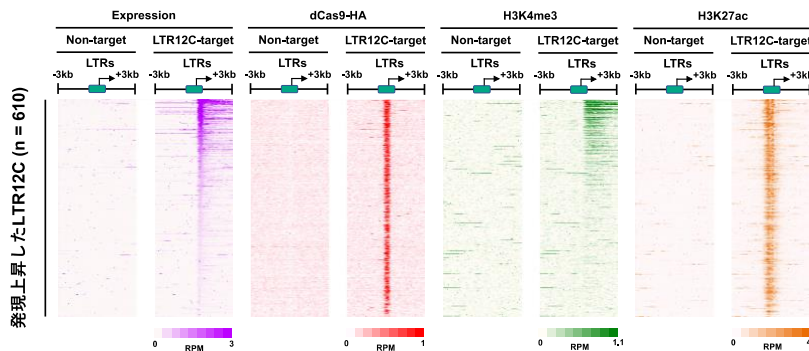 Expression dCas9-HA H3K4me3 H3K27ac
Non-target LTR12C-target Non-target LTR12C-target Non-target LTR12C-target Non-target LTR12C-target
LTRs LTRs LTRs LTRs LTRs LTRs LTRs LTRs
-3kb +3kb -3kb +3kb -3kb +3kb -3kb +3kb -3kb +3kb -3kb +3kb -3kb +3kb -3kb +3kb
発現上昇したLTR12C (n = 610)
0 RPM 3
0 RPM 1
0 RPM 1.1
0 RPM